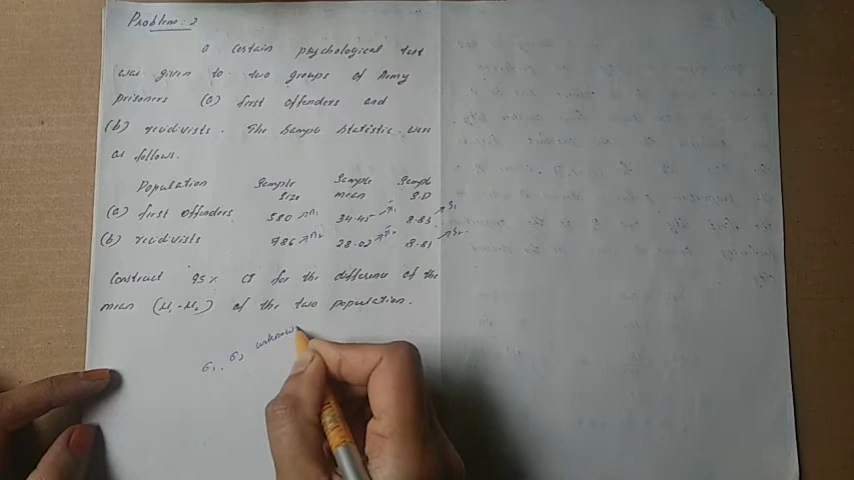 Problem: 2
A certain psychological test
was given to two groups of Army
prisoners (a) first offenders and
(b) recidivists. The sample statistic were
as follows.
Population Sample Size Sample mean Sample S.D
(a) first offenders 580 → n₁ 34.45 → x̄₁ 8.83 → s₁
(b) recidivists 786 → n₂ 28.02 → x̄₂ 8.81 → s₂
Construct 95% CI for the difference of the
mean (μ₁-μ₂) of the two population.
σ₁, σ₂ unknow